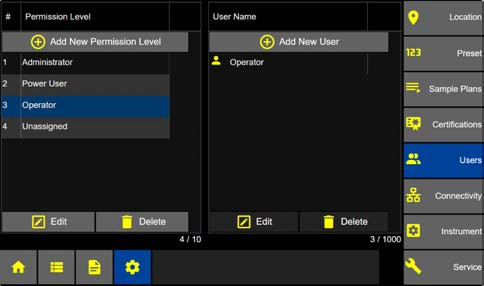 # Permission Level
Add New Permission Level
1 Administrator
2 Power User
3 Operator
4 Unassigned
Edit
Delete
4 / 10
User Name
Add New User
Operator
Edit
Delete
3 / 1000
Location
123 Preset
Sample Plans
Certifications
Users
Connectivity
Instrument
Service